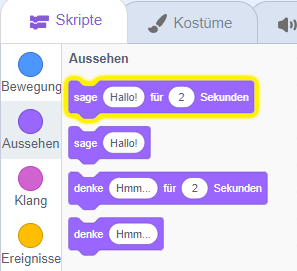 Skripte
Kostüme
Aussehen
Bewegung
sage Hallo! für 2 Sekunden
Aussehen
sage Hallo!
Klang
denke Hmm... für 2 Sekunden
Ereignisse
denke Hmm...